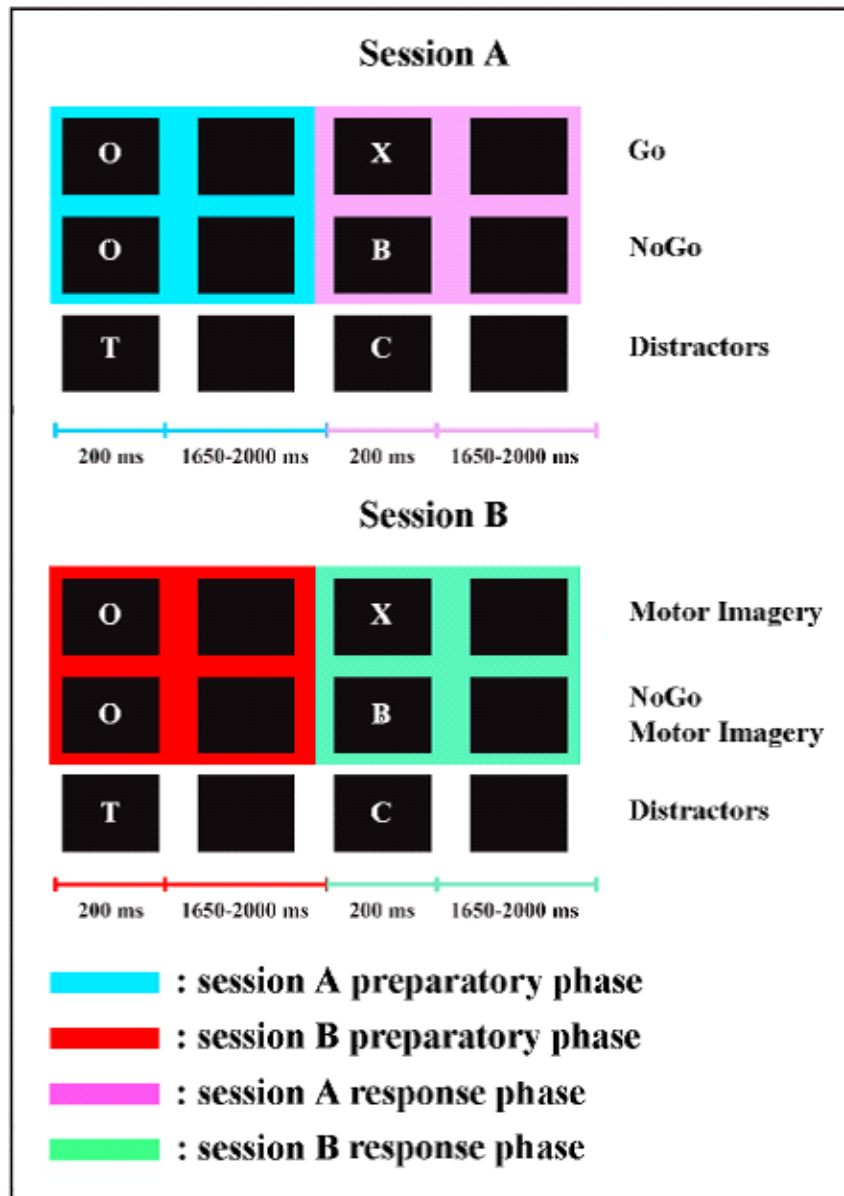 Session A
O X Go
O B NoGo
T C Distractors
200 ms 1650-2000 ms 200 ms 1650-2000 ms
Session B
O X Motor Imagery
O B NoGo
Motor Imagery
T C Distractors
200 ms 1650-2000 ms 200 ms 1650-2000 ms
: session A preparatory phase
: session B preparatory phase
: session A response phase
: session B response phase